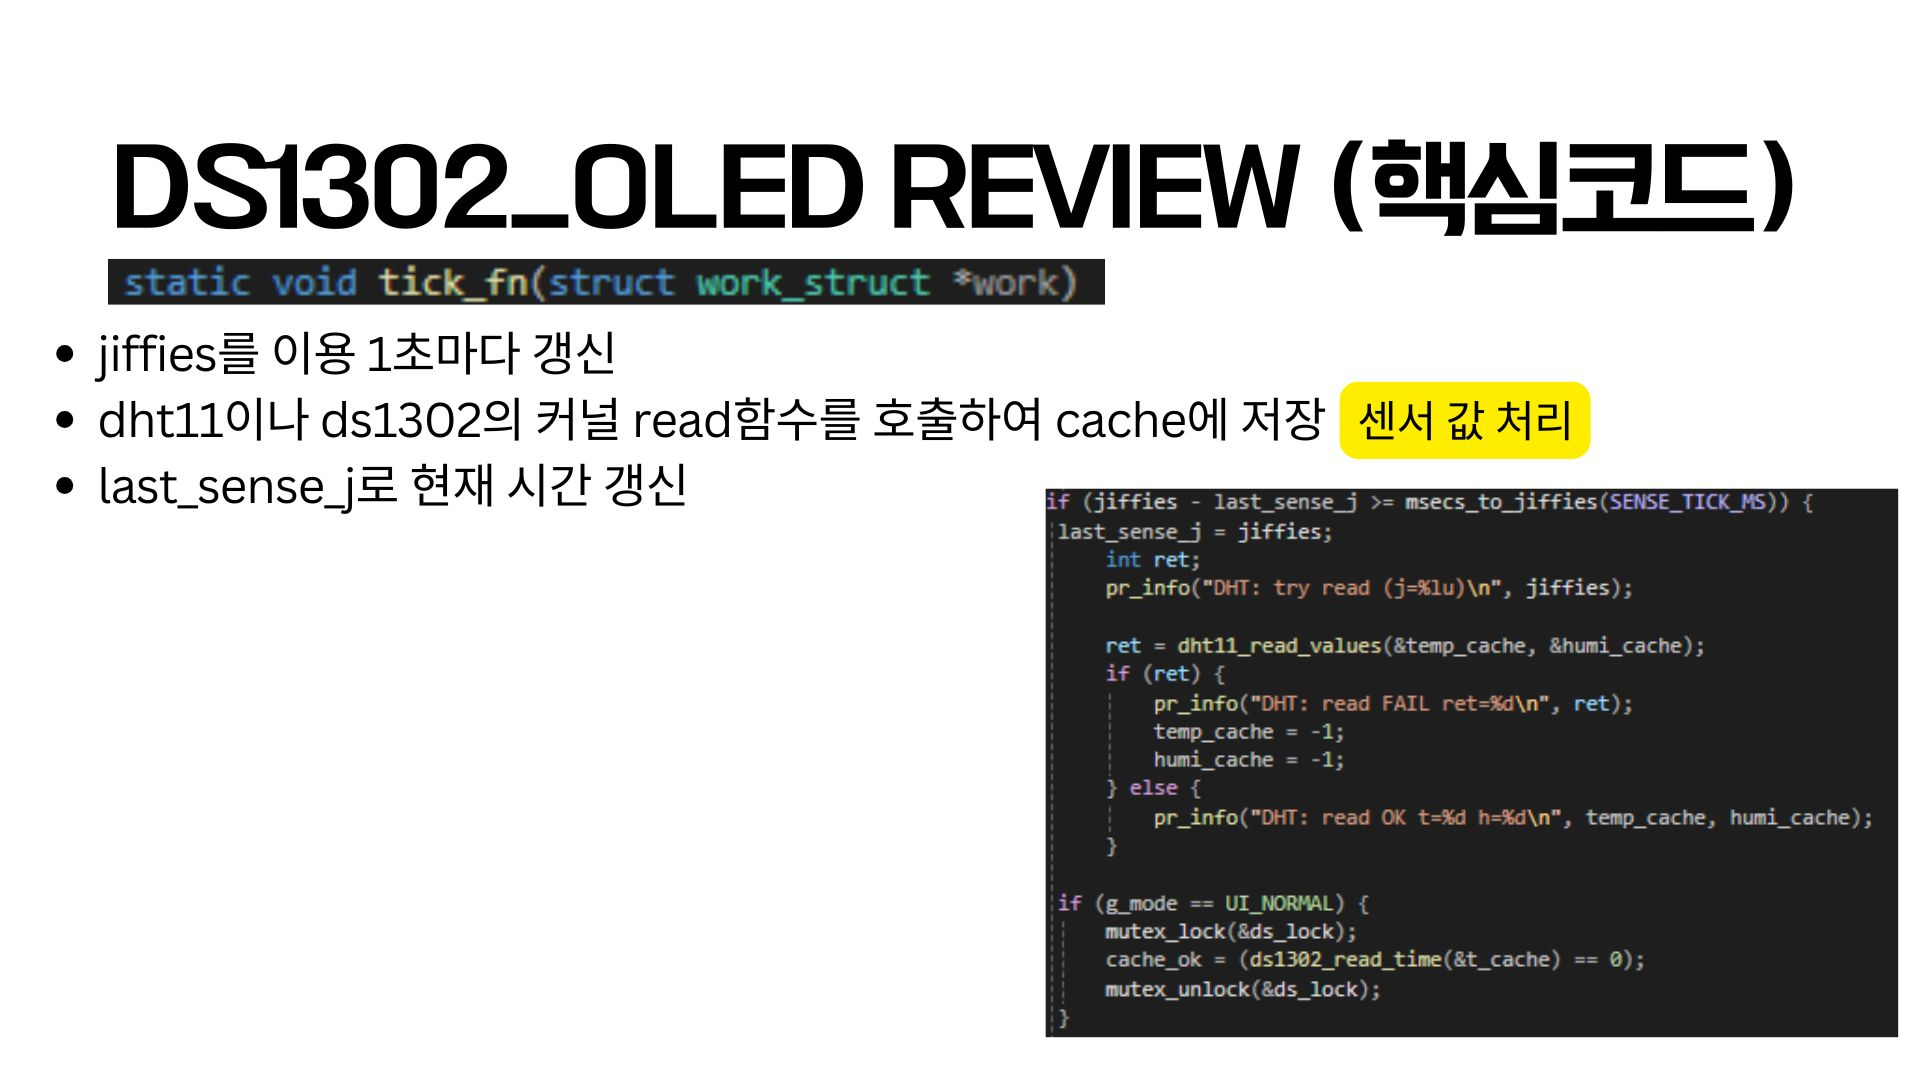 DS1302_OLED REVIEW (핵심코드)
static void tick_fn(struct work_struct *work)
• jiffies를 이용 1초마다 갱신
• dht11이나 ds1302의 커널 read함수를 호출하여 cache에 저장 센서 값 처리
• last_sense_j로 현재 시간 갱신
if (jiffies - last_sense_j >= msecs_to_jiffies(SENSE_TICK_MS)) {
last_sense_j = jiffies;
int ret;
pr_info("DHT: try read (j=%lu)\n", jiffies);
ret = dht11_read_values(&temp_cache, &humi_cache);
if (ret) {
pr_info("DHT: read FAIL ret=%d\n", ret);
temp_cache = -1;
humi_cache = -1;
} else {
pr_info("DHT: read OK t=%d h=%d\n", temp_cache, humi_cache);
}
if (g_mode == UI_NORMAL) {
mutex_lock(&ds_lock);
cache_ok = (ds1302_read_time(&t_cache) == 0);
mutex_unlock(&ds_lock);
}